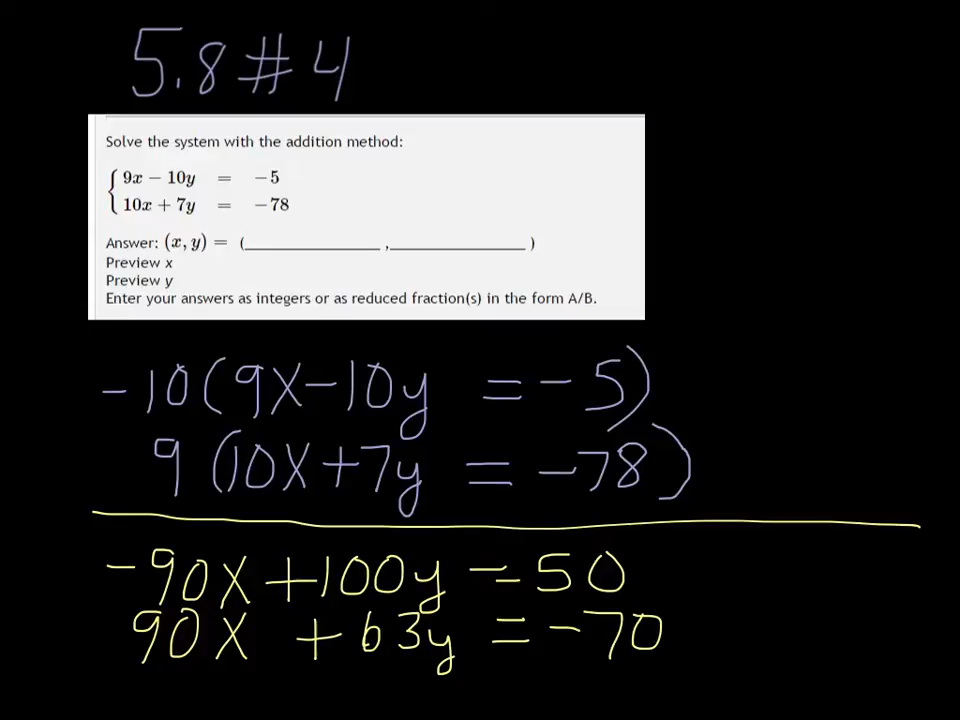 5.8 # 4
Solve the system with the addition method:
9x − 10y = −5
10x + 7y = −78
Answer: (x, y) = (____________,____________)
Preview x
Preview y
Enter your answers as integers or as reduced fraction(s) in the form A/B.
-10(9X-10y = -5)
9(10X+7y = -78)
-90X+100y = 50
90X + 63y = -70